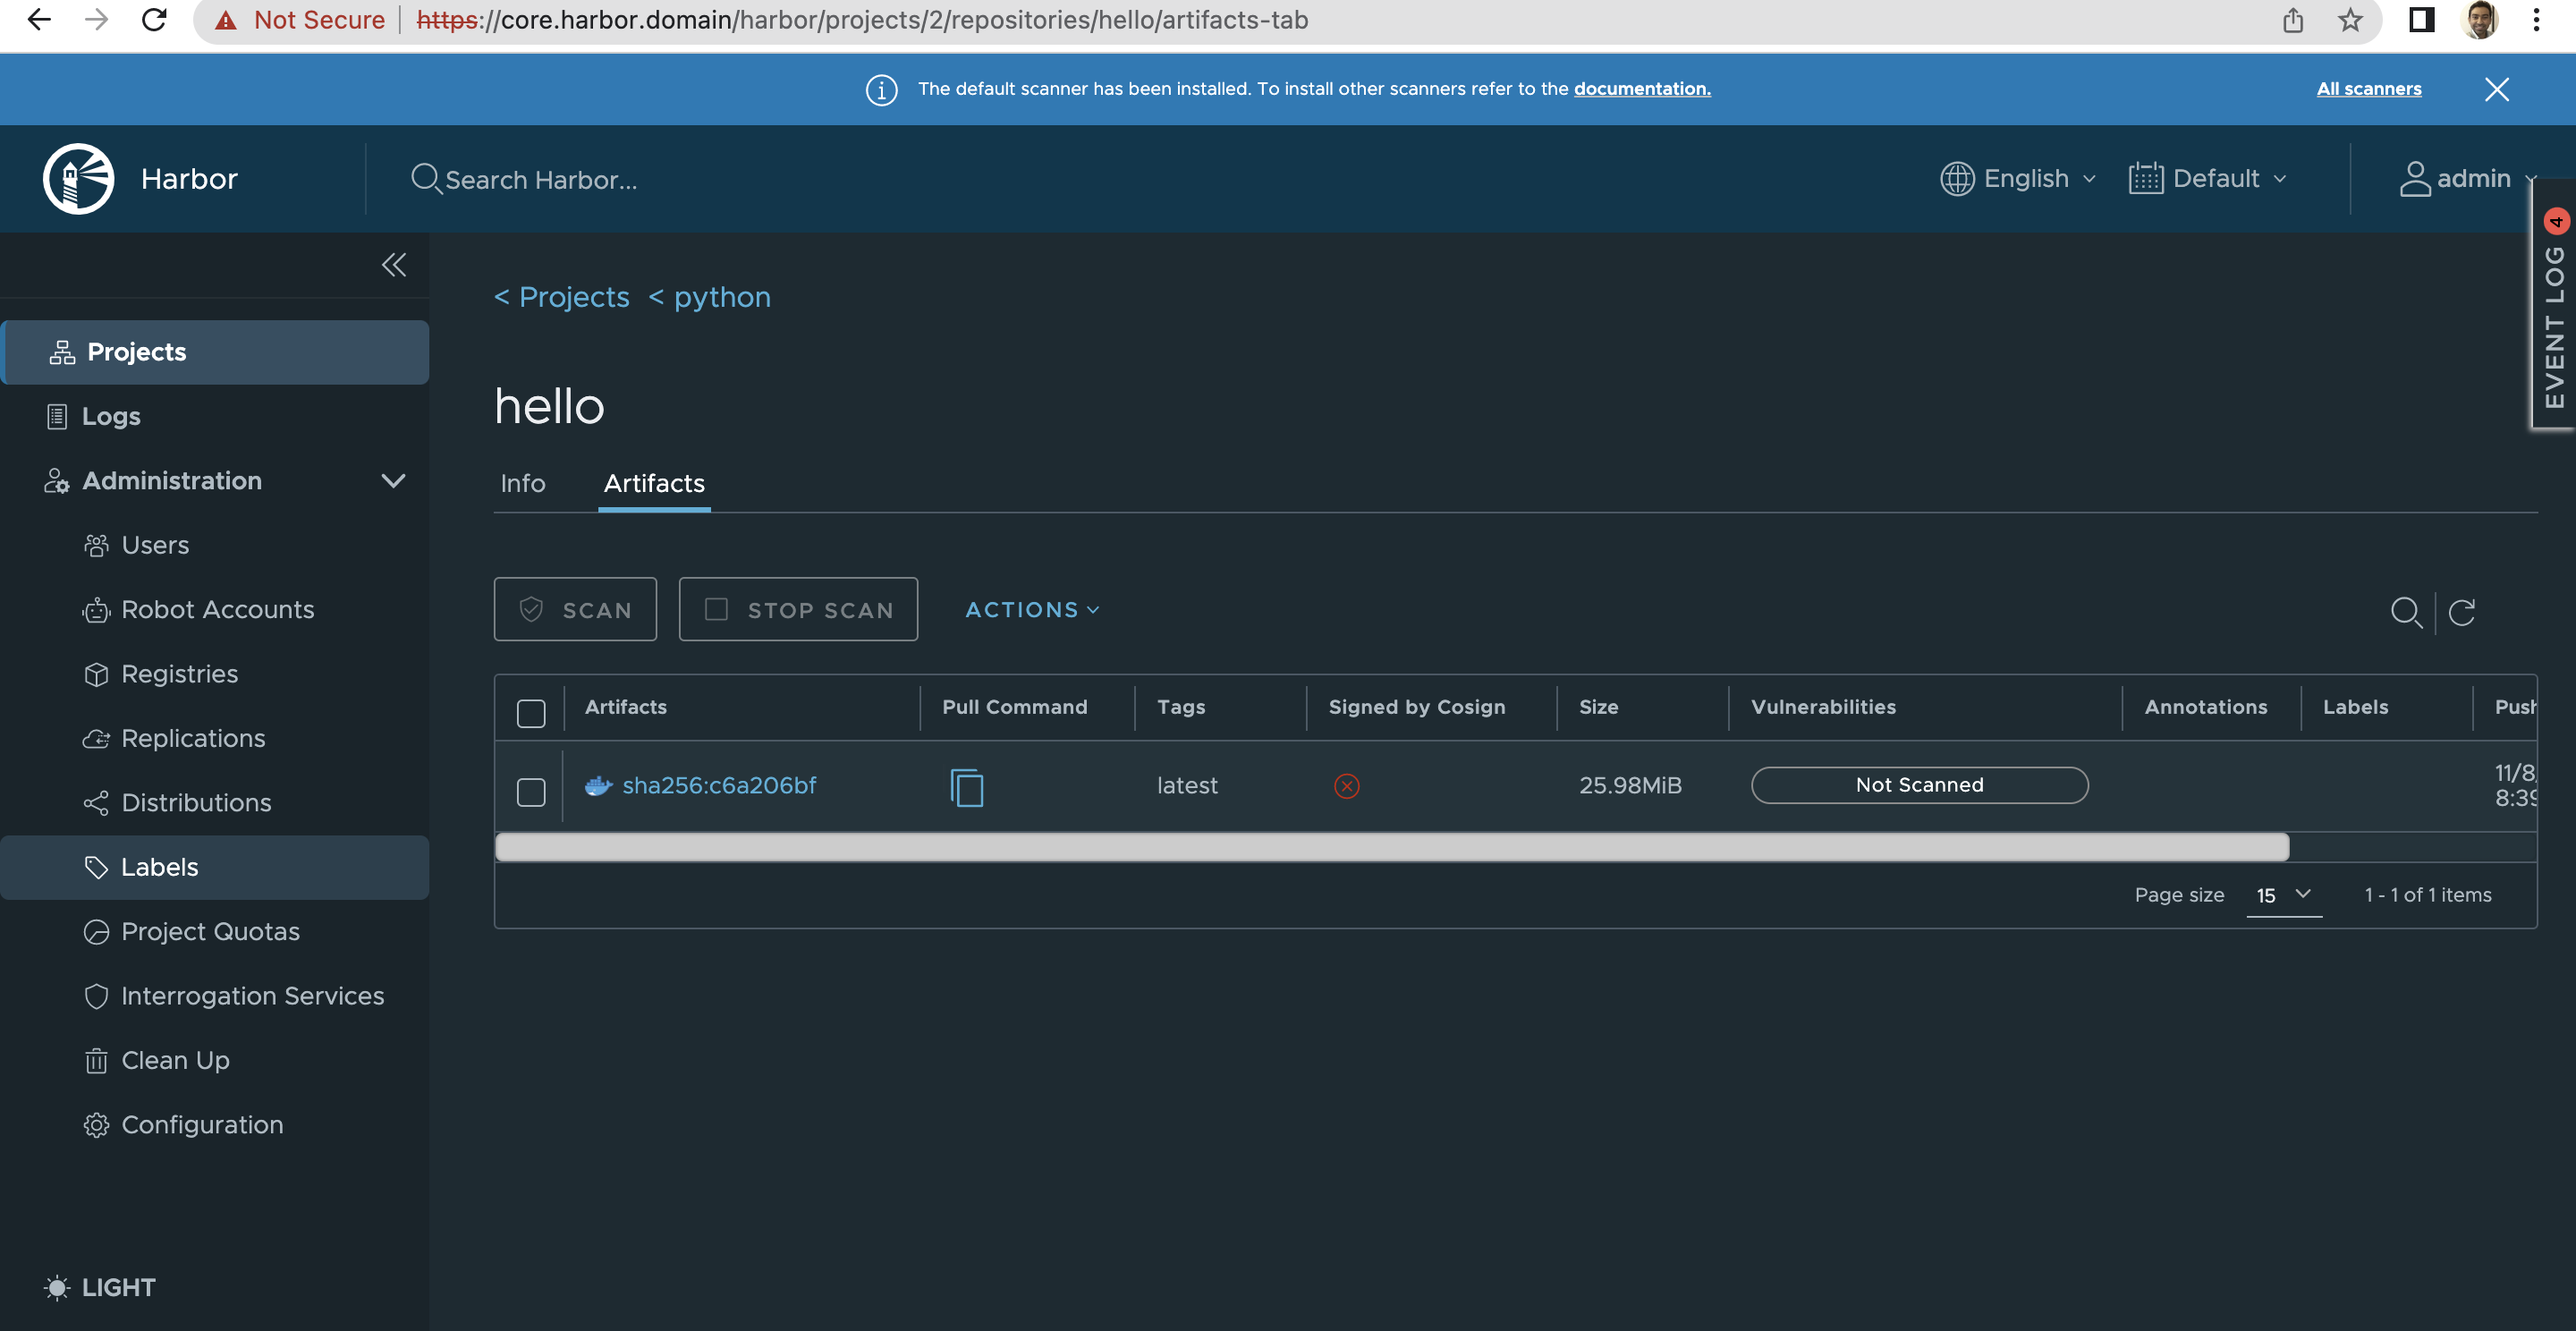 Not Secure https://core.harbor.domain/harbor/projects/2/repositories/hello/artifacts-tab
The default scanner has been installed. To install other scanners refer to the documentation. All scanners
Harbor Search Harbor... English Default admin
EVENT LOG 4
Projects
Logs
Administration
Users
Robot Accounts
Registries
Replications
Distributions
Labels
Project Quotas
Interrogation Services
Clean Up
Configuration
LIGHT
< Projects < python
hello
Info Artifacts
SCAN STOP SCAN ACTIONS
Artifacts Pull Command Tags Signed by Cosign Size Vulnerabilities Annotations Labels Push
sha256:c6a206bf latest 25.98MiB Not Scanned 11/8/
8:39
Page size 15 1 - 1 of 1 items